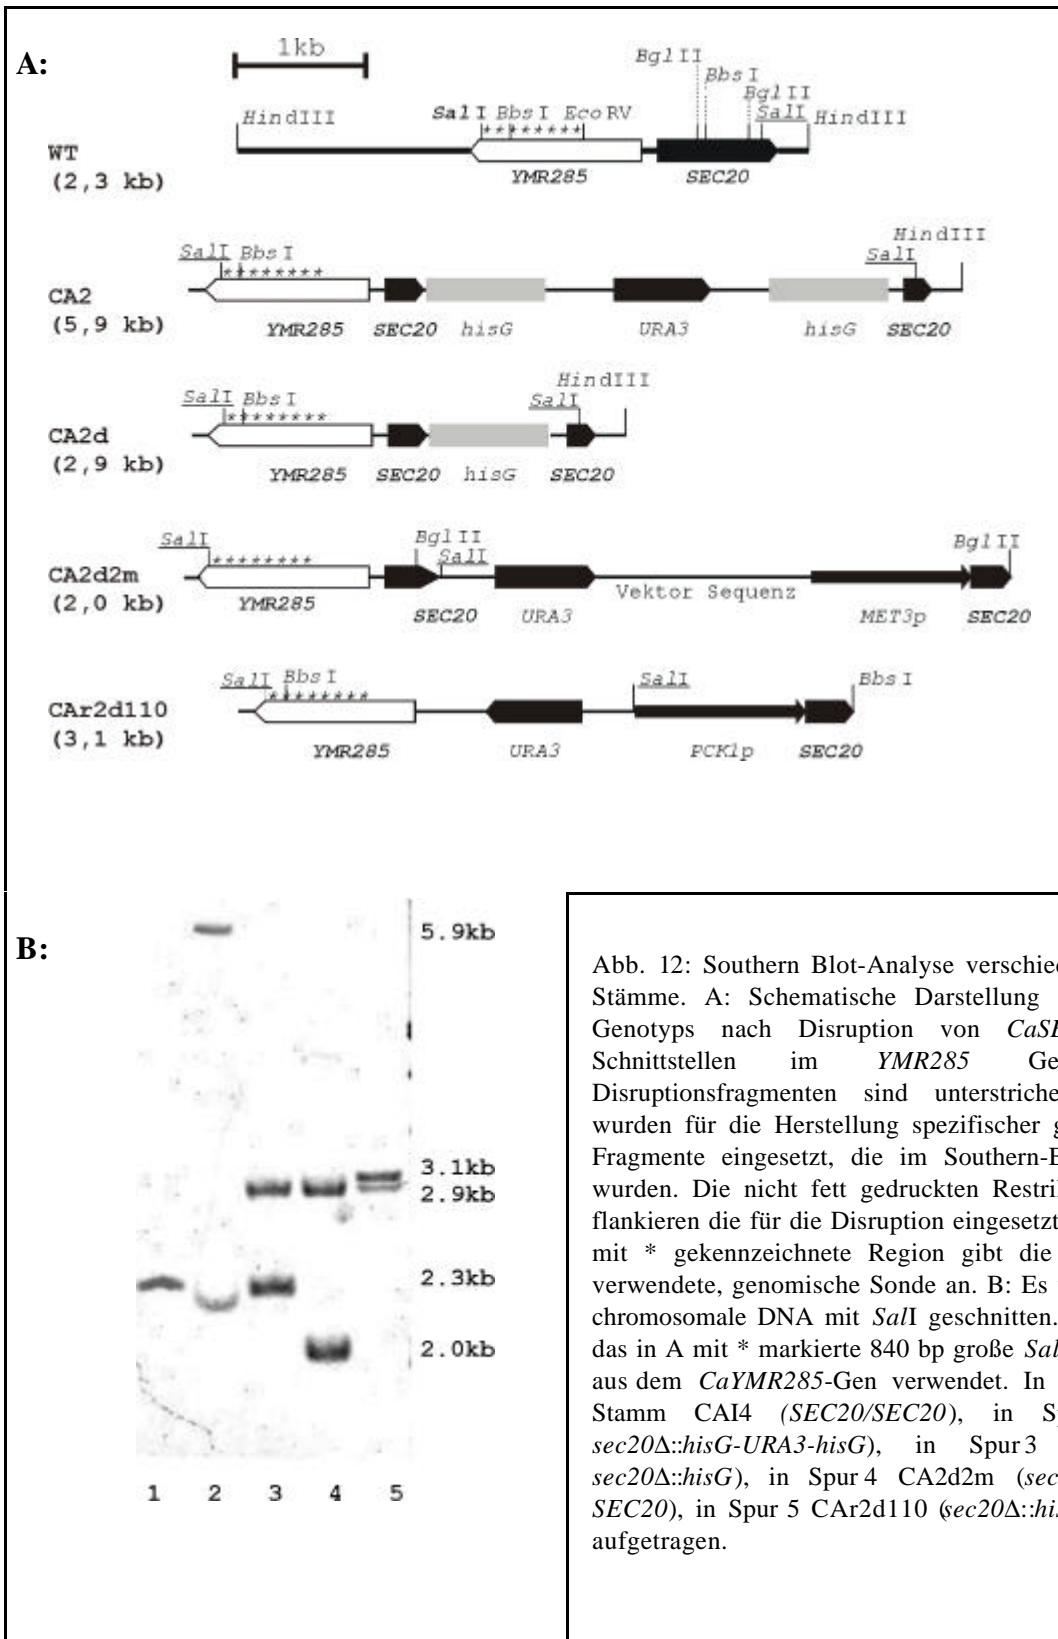 A:
1kb
BglII
BbsI
BglII
HindIII SalI BbsI EcoRV SalI HindIII
********
WT
(2,3 kb)
YMR285 SEC20
HindIII
SalI BbsI SalI
*********
CA2
(5,9 kb)
YMR285 SEC20 hisG URA3 hisG SEC20
HindIII
SalI BbsI SalI
*********
CA2d
(2,9 kb)
YMR285 SEC20 hisG SEC20
SalI BglII SalI BglII
*********
CA2d2m
(2,0 kb)
Vektor Sequenz
YMR285 SEC20 URA3 MET3p SEC20
SalI BbsI SalI BbsI
*********
CAr2d110
(3,1 kb)
YMR285 URA3 PCK1p SEC20
B:
5.9kb
3.1kb
2.9kb
2.3kb
2.0kb
1 2 3 4 5
Abb. 12: Southern Blot-Analyse verschie
Stämme. A: Schematische Darstellung
Genotyps nach Disruption von CaSE
Schnittstellen im YMR285 Ge
Disruptionsfragmenten sind unterstriche
wurden für die Herstellung spezifischer g
Fragmente eingesetzt, die im Southern-B
wurden. Die nicht fett gedruckten Restri
flankieren die für die Disruption eingesetzt
mit * gekennzeichnete Region gibt die
verwendete, genomische Sonde an. B: Es
chromosomale DNA mit SalI geschnitten.
das in A mit * markierte 840 bp große Sal
aus dem CaYMR285-Gen verwendet. In
Stamm CAI4 (SEC20/SEC20), in Sp
sec20Δ::hisG-URA3-hisG), in Spur 3
sec20Δ::hisG), in Spur 4 CA2d2m (sec
SEC20), in Spur 5 CAr2d110 (sec20Δ::his
aufgetragen.